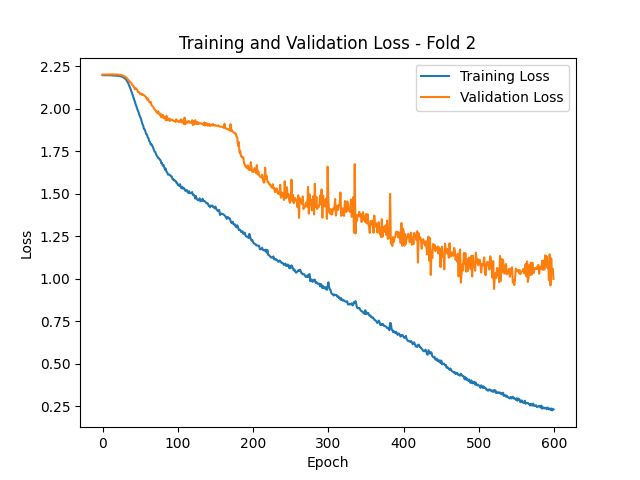 Training and Validation Loss - Fold 2
Training Loss
Validation Loss
2.25
2.00
1.75
1.50
1.25
1.00
0.75
0.50
0.25
Loss
0 100 200 300 400 500 600
Epoch